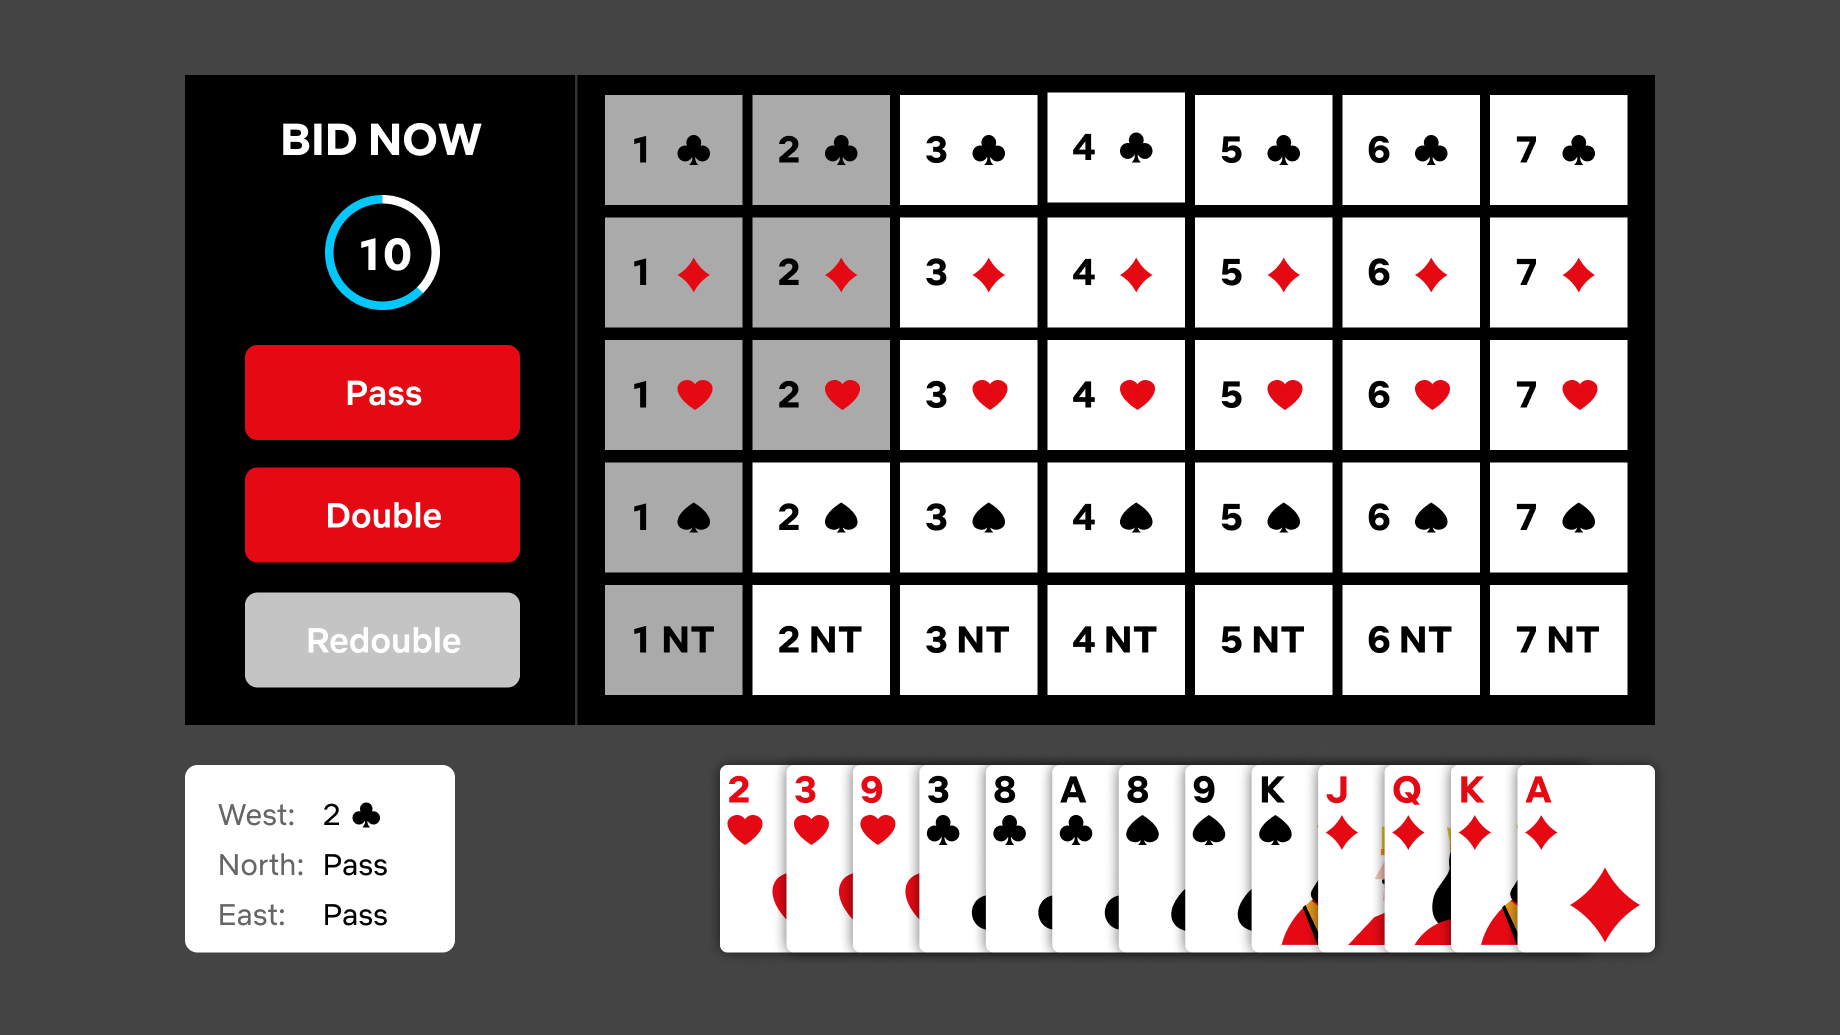 BID NOW
10
Pass
Double
Redouble
1 ♣ 2 ♣ 3 ♣ 4 ♣ 5 ♣ 6 ♣ 7 ♣
1 ♦ 2 ♦ 3 ♦ 4 ♦ 5 ♦ 6 ♦ 7 ♦
1 ♥ 2 ♥ 3 ♥ 4 ♥ 5 ♥ 6 ♥ 7 ♥
1 ♠ 2 ♠ 3 ♠ 4 ♠ 5 ♠ 6 ♠ 7 ♠
1 NT 2 NT 3 NT 4 NT 5 NT 6 NT 7 NT
West: 2 ♣
North: Pass
East: Pass
2 3 9 3 8 A 8 9 K J Q K A